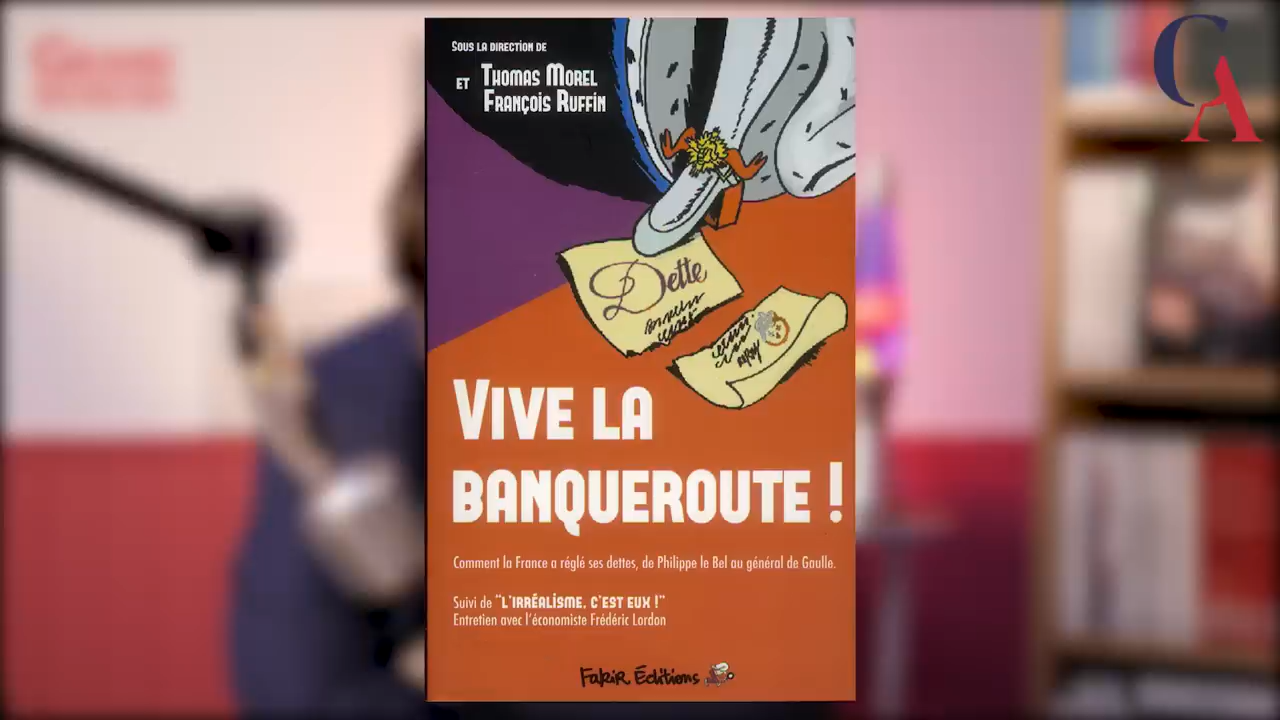 CA
SOUS LA DIRECTION DE
ET THOMAS MOREL
FRANÇOIS RUFFIN
Dette
VIVE LA
BANQUEROUTE !
Comment la France a réglé ses dettes, de Philippe le Bel au général de Gaulle.
Suivi de "L'IRRÉALISME, C'EST EUX !"
Entretien avec l'économiste Frédéric Lordon
FAKIR Éditions